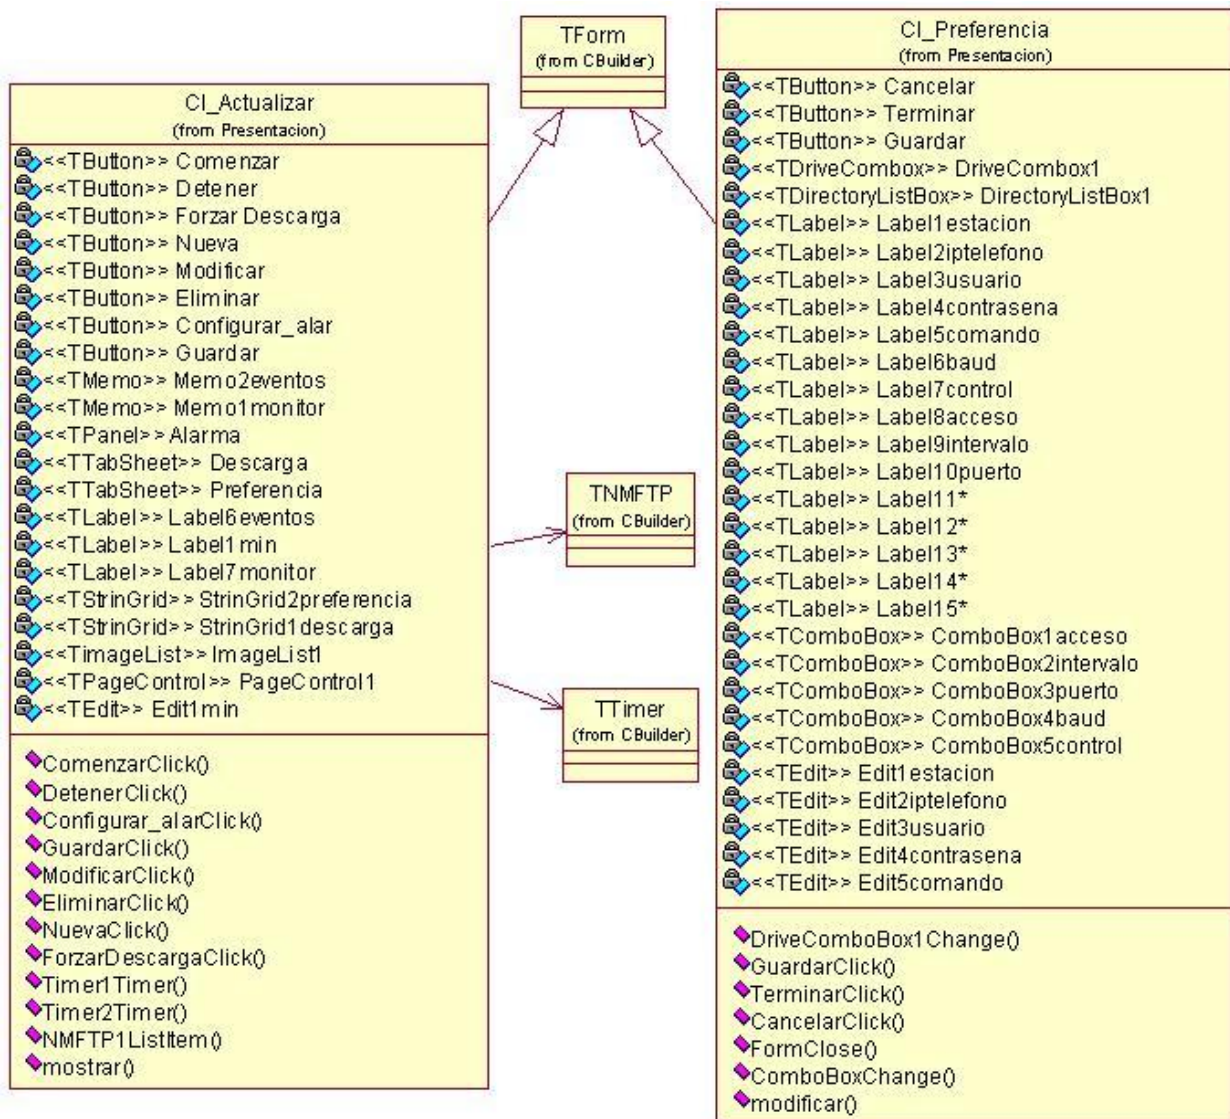 TForm
(from CBuilder)
CI_Actualizar
(from Presentacion)
<<TButton>> Comenzar
<<TButton>> Detener
<<TButton>> Forzar Descarga
<<TButton>> Nueva
<<TButton>> Modificar
<<TButton>> Eliminar
<<TButton>> Configurar_alar
<<TButton>> Guardar
<<TMemo>> Memo2eventos
<<TMemo>> Memo1monitor
<<TPanel>> Alarma
<<TTabSheet>> Descarga
<<TTabSheet>> Preferencia
<<TLabel>> Label6eventos
<<TLabel>> Label1min
<<TLabel>> Label7monitor
<<TStrinGrid>> StrinGrid2preferencia
<<TStrinGrid>> StrinGrid1descarga
<<TimageList>> ImageList1
<<TPageControl>> PageControl1
<<TEdit>> Edit1min
ComenzarClick()
DetenerClick()
Configurar_alarClick()
GuardarClick()
ModificarClick()
EliminarClick()
NuevaClick()
ForzarDescargaClick()
Timer1Timer()
Timer2Timer()
NMFTP1ListItem()
mostrar()
TNMFTP
(from CBuilder)
TTimer
(from CBuilder)
CI_Preferencia
(from Presentacion)
<<TButton>> Cancelar
<<TButton>> Terminar
<<TButton>> Guardar
<<TDriveCombox>> DriveCombox1
<<TDirectoryListBox>> DirectoryListBox1
<<TLabel>> Label1estacion
<<TLabel>> Label2iptelefono
<<TLabel>> Label3usuario
<<TLabel>> Label4contrasena
<<TLabel>> Label5comando
<<TLabel>> Label6baud
<<TLabel>> Label7control
<<TLabel>> Label8acceso
<<TLabel>> Label9intervalo
<<TLabel>> Label10puerto
<<TLabel>> Label11*
<<TLabel>> Label12*
<<TLabel>> Label13*
<<TLabel>> Label14*
<<TLabel>> Label15*
<<TComboBox>> ComboBox1acceso
<<TComboBox>> ComboBox2intervalo
<<TComboBox>> ComboBox3puerto
<<TComboBox>> ComboBox4baud
<<TComboBox>> ComboBox5control
<<TEdit>> Edit1estacion
<<TEdit>> Edit2iptelefono
<<TEdit>> Edit3usuario
<<TEdit>> Edit4contrasena
<<TEdit>> Edit5comando
DriveComboBox1Change()
GuardarClick()
TerminarClick()
CancelarClick()
FormClose()
ComboBoxChange()
modificar()